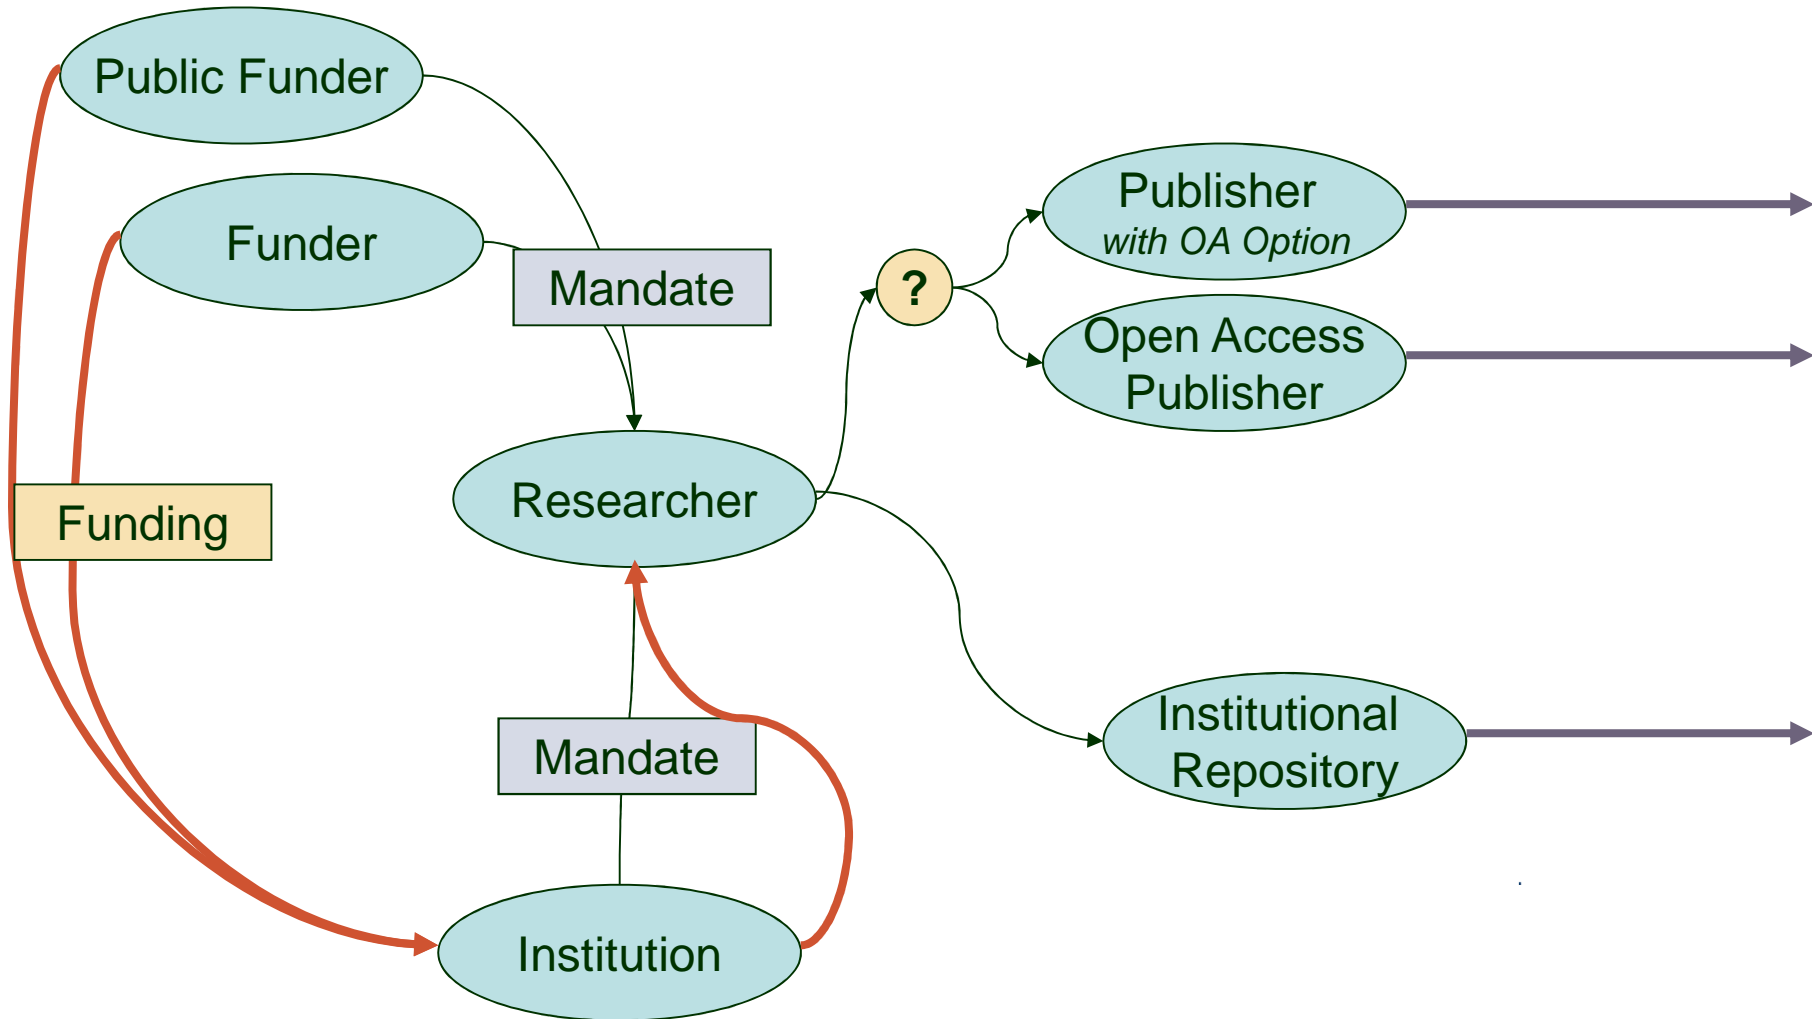 Public Funder
Funder
Mandate
?
Publisher
with OA Option
Open Access
Publisher
Researcher
Funding
Mandate
Institutional
Repository
Institution